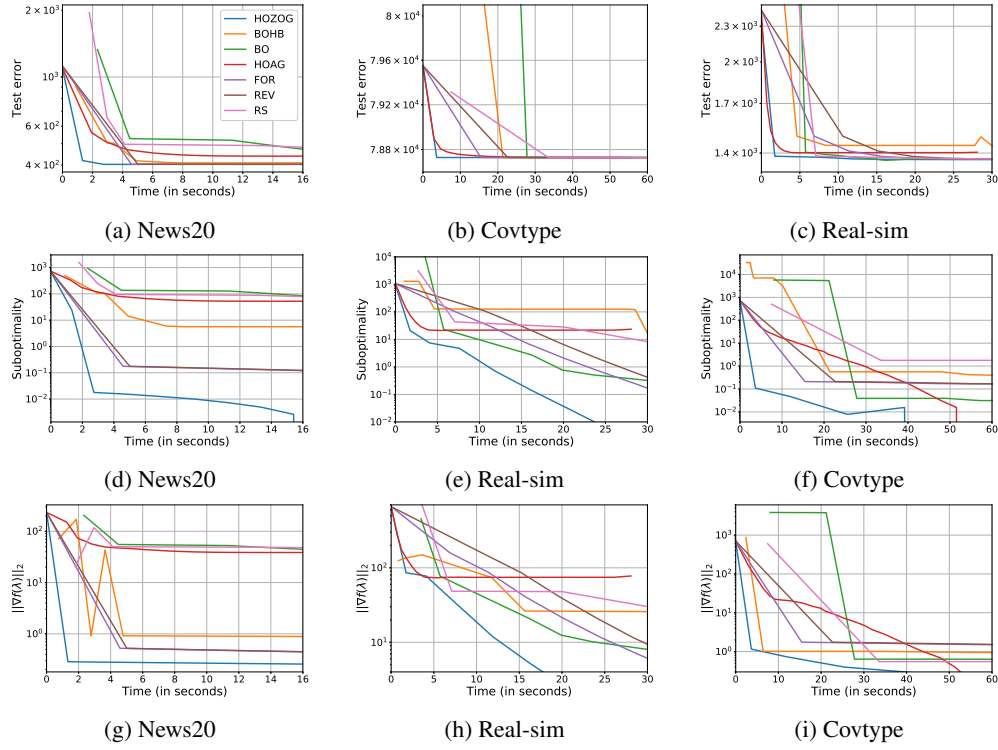 2 × 10³
10³
6 × 10²
4 × 10²
Test error
0 2 4 6 8 10 12 14 16
Time (in seconds)
HOZOG
BOHB
BO
HOAG
FOR
REV
RS
(a) News20
8 × 10⁴
7.96 × 10⁴
7.92 × 10⁴
7.88 × 10⁴
Test error
0 10 20 30 40 50 60
Time (in seconds)
(b) Covtype
2.3 × 10³
2 × 10³
1.7 × 10³
1.4 × 10³
Test error
0 5 10 15 20 25 30
Time (in seconds)
(c) Real-sim
10³
10²
10¹
10⁰
10⁻¹
10⁻²
Suboptimality
0 2 4 6 8 10 12 14 16
Time (in seconds)
(d) News20
10⁴
10³
10²
10¹
10⁰
10⁻¹
10⁻²
Suboptimality
0 5 10 15 20 25 30
Time (in seconds)
(e) Real-sim
10⁴
10³
10²
10¹
10⁰
10⁻¹
10⁻²
Suboptimality
0 10 20 30 40 50 60
Time (in seconds)
(f) Covtype
10²
10¹
10⁰
||∇f(λ)||₂
0 2 4 6 8 10 12 14 16
Time (in seconds)
(g) News20
10²
10¹
||∇f(λ)||₂
0 5 10 15 20 25 30
Time (in seconds)
(h) Real-sim
10³
10²
10¹
10⁰
||∇f(λ)||₂
0 10 20 30 40 50 60
Time (in seconds)
(i) Covtype